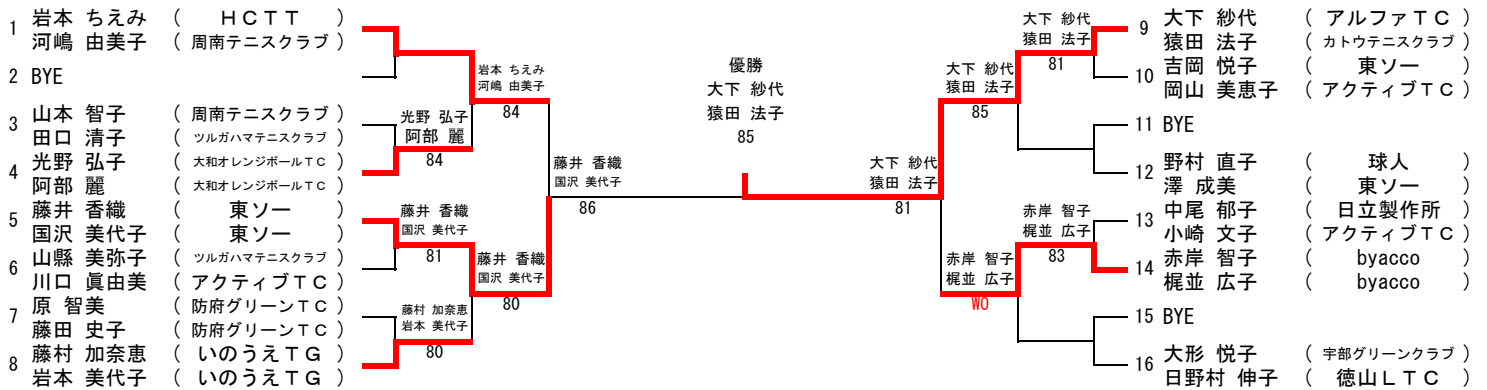 1 岩本 ちえみ ( ＨＣＴＴ )
河嶋 由美子 ( 周南テニスクラブ )
2 BYE
3 山本 智子 ( 周南テニスクラブ )
田口 清子 ( ツルガハマテニスクラブ )
4 光野 弘子 ( 大和オレンジボールＴＣ )
阿部 麗 ( 大和オレンジボールＴＣ )
5 藤井 香織 ( 東ソー )
国沢 美代子 ( 東ソー )
6 山縣 美弥子 ( ツルガハマテニスクラブ )
川口 眞由美 ( アクティブＴＣ )
7 原 智美 ( 防府グリーンＴＣ )
藤田 史子 ( 防府グリーンＴＣ )
8 藤村 加奈恵 ( いのうえＴＧ )
岩本 美代子 ( いのうえＴＧ )
光野 弘子
阿部 麗
84
藤井 香織
国沢 美代子
81
藤村 加奈恵
岩本 美代子
80
岩本 ちえみ
河嶋 由美子
84
藤井 香織
国沢 美代子
80
藤井 香織
国沢 美代子
86
優勝
大下 紗代
猿田 法子
85
大下 紗代
猿田 法子
81
大下 紗代
猿田 法子
85
赤岸 智子
梶並 広子
WO
大下 紗代
猿田 法子
81
赤岸 智子
梶並 広子
83
9 大下 紗代 ( アルファＴＣ )
猿田 法子 ( カトウテニスクラブ )
10 吉岡 悦子 ( 東ソー )
岡山 美恵子 ( アクティブＴＣ )
11 BYE
12 野村 直子 ( 球人 )
澤 成美 ( 東ソー )
13 中尾 郁子 ( 日立製作所 )
小崎 文子 ( アクティブＴＣ )
14 赤岸 智子 ( byacco )
梶並 広子 ( byacco )
15 BYE
16 大形 悦子 ( 宇部グリーンクラブ )
日野村 伸子 ( 徳山ＬＴＣ )